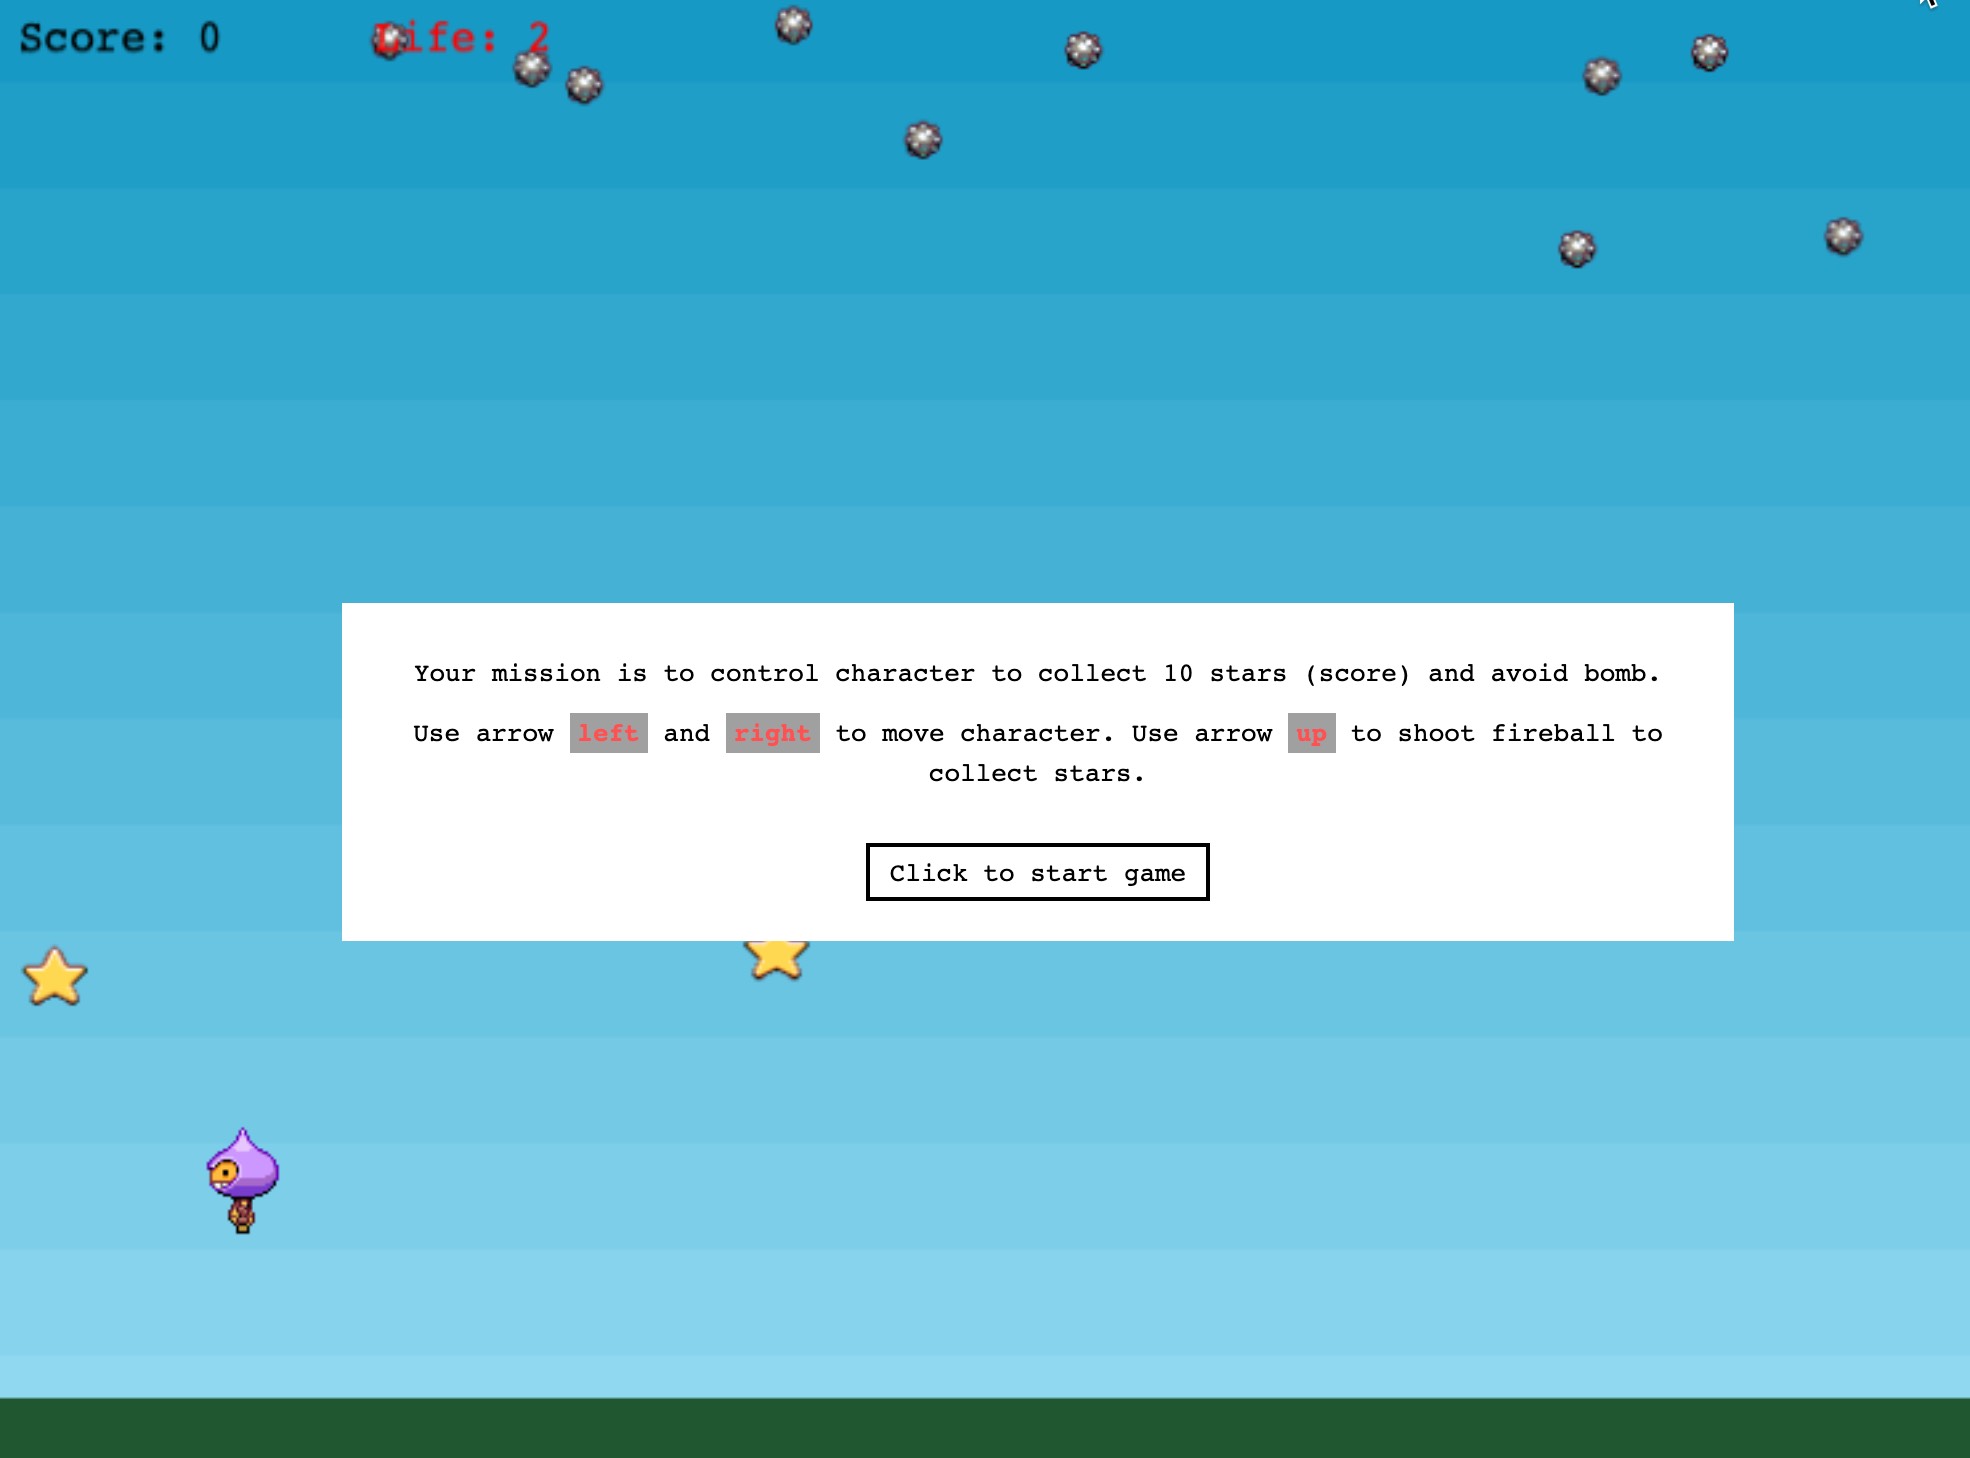 Score: 0 Life: 2
Your mission is to control character to collect 10 stars (score) and avoid bomb.
Use arrow left and right to move character. Use arrow up to shoot fireball to
collect stars.
Click to start game